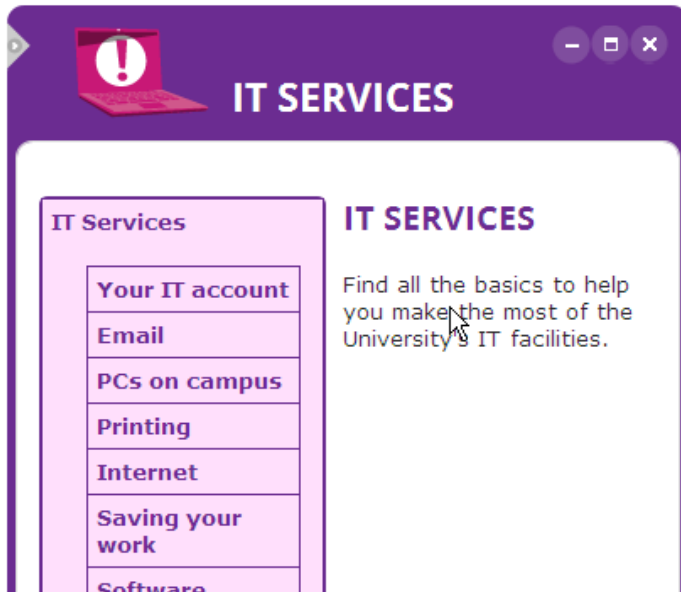 IT SERVICES
IT Services
Your IT account
Email
PCs on campus
Printing
Internet
Saving your
work
Software
IT SERVICES
Find all the basics to help
you make the most of the
University's IT facilities.